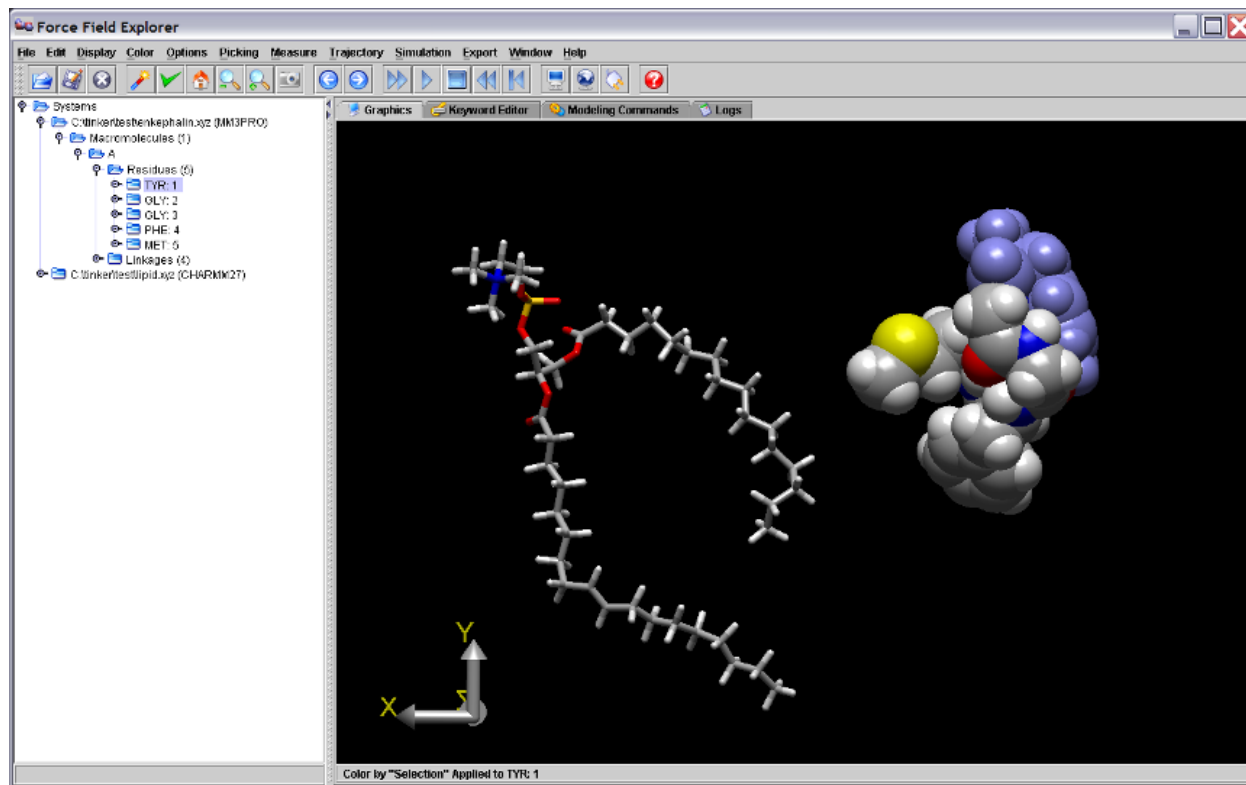 Force Field Explorer
File Edit Display Color Options Picking Measure Trajectory Simulation Export Window Help
Systems
C:\tinker\test\enkephalin.xyz (MM3PRO)
Macromolecules (1)
A
Residues (5)
TYR: 1
GLY: 2
GLY: 3
PHE: 4
MET: 5
Linkages (4)
C:\tinker\test\lipid.xyz (CHARMM27)
Graphics Keyword Editor Modeling Commands Logs
Y
X Z
Color by "Selection" Applied to TYR: 1